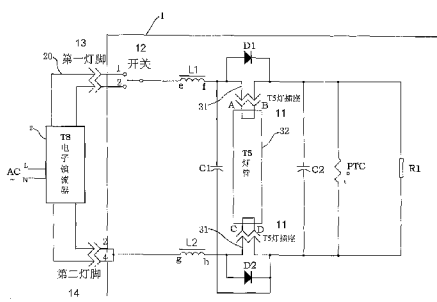 1
13
20
第一灯脚
12
开关
1
2
L1
e
f
D1
31
T5灯插座
A
B
11
32
T8
电子镇流器
AC
L
N
C1
T5
灯管
C2
PTC
R1
C
D
11
T5灯插座
31
2
4
第二灯脚
14
L2
g
h
D2